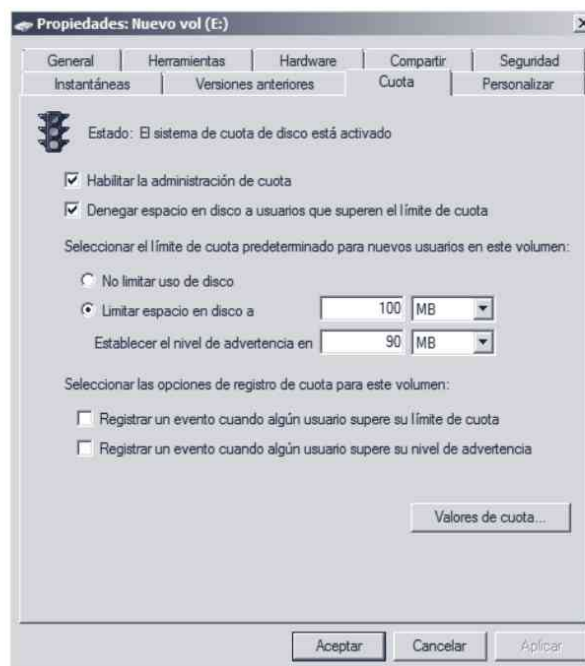 Propiedades: Nuevo vol (E:)
General Herramientas Hardware Compartir Seguridad
Instantáneas Versiones anteriores Cuota Personalizar
Estado: El sistema de cuota de disco está activado
Habilitar la administración de cuota
Denegar espacio en disco a usuarios que superen el límite de cuota
Seleccionar el límite de cuota predeterminado para nuevos usuarios en este volumen:
No limitar uso de disco
Limitar espacio en disco a 100 MB
Establecer el nivel de advertencia en 90 MB
Seleccionar las opciones de registro de cuota para este volumen:
Registrar un evento cuando algún usuario supere su límite de cuota
Registrar un evento cuando algún usuario supere su nivel de advertencia
Valores de cuota...
Aceptar Cancelar Aplicar